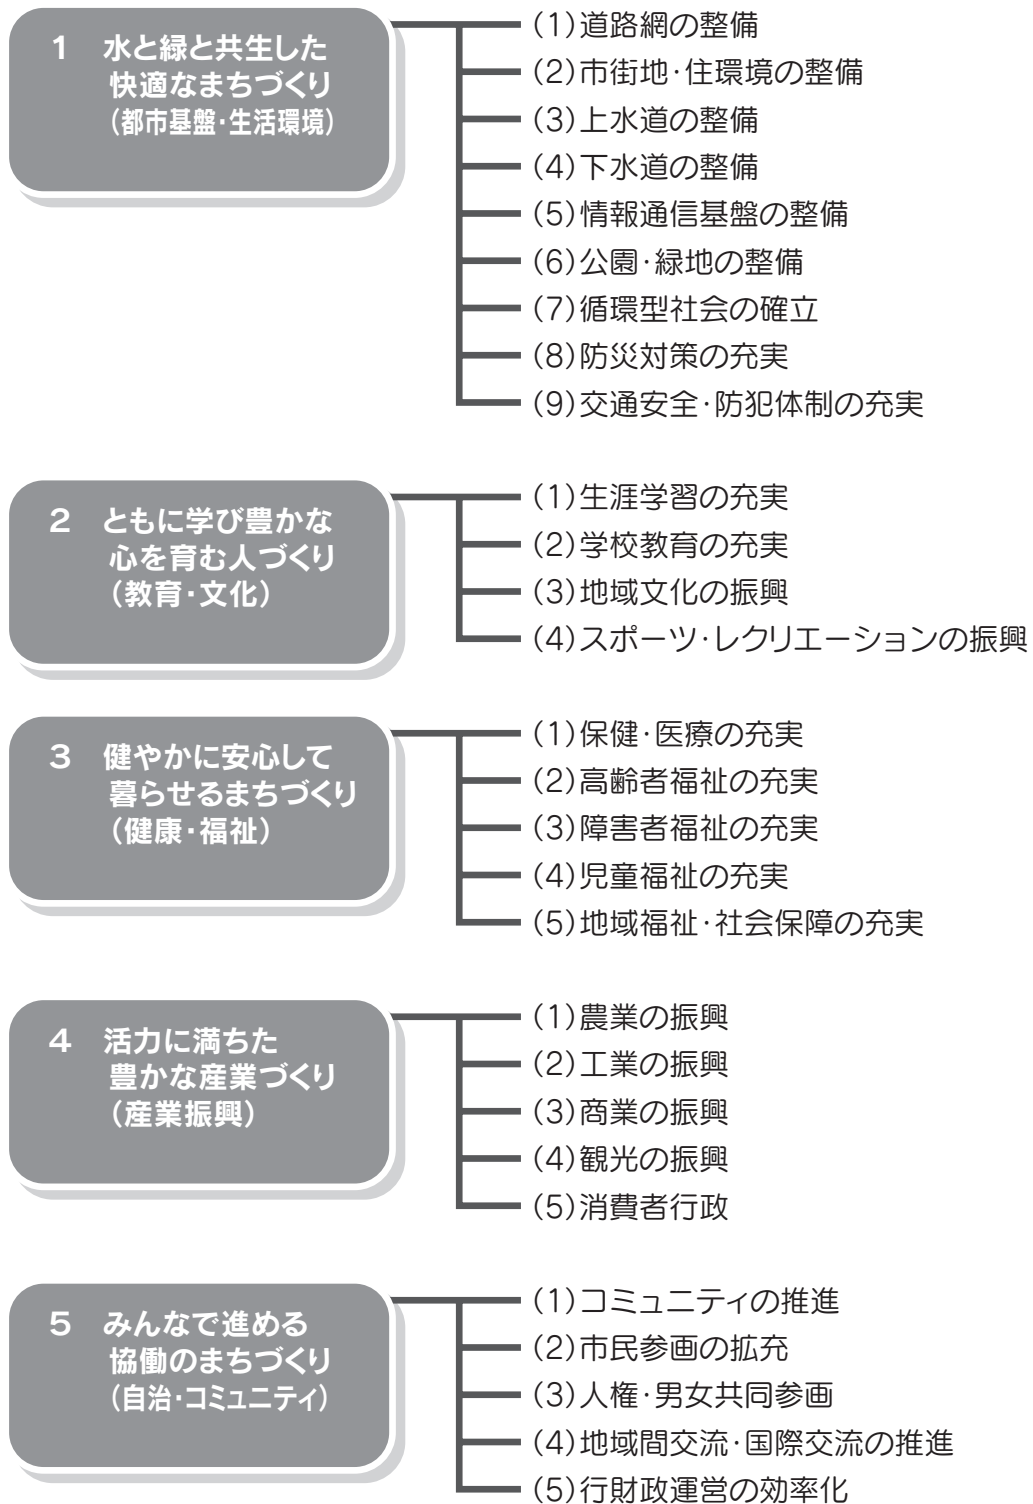 1 水と緑と共生した
快適なまちづくり
(都市基盤・生活環境)
(1)道路網の整備
(2)市街地・住環境の整備
(3)上水道の整備
(4)下水道の整備
(5)情報通信基盤の整備
(6)公園・緑地の整備
(7)循環型社会の確立
(8)防災対策の充実
(9)交通安全・防犯体制の充実
2 ともに学び豊かな
心を育む人づくり
(教育・文化)
(1)生涯学習の充実
(2)学校教育の充実
(3)地域文化の振興
(4)スポーツ・レクリエーションの振興
3 健やかに安心して
暮らせるまちづくり
(健康・福祉)
(1)保健・医療の充実
(2)高齢者福祉の充実
(3)障害者福祉の充実
(4)児童福祉の充実
(5)地域福祉・社会保障の充実
4 活力に満ちた
豊かな産業づくり
(産業振興)
(1)農業の振興
(2)工業の振興
(3)商業の振興
(4)観光の振興
(5)消費者行政
5 みんなで進める
協働のまちづくり
(自治・コミュニティ)
(1)コミュニティの推進
(2)市民参画の拡充
(3)人権・男女共同参画
(4)地域間交流・国際交流の推進
(5)行財政運営の効率化